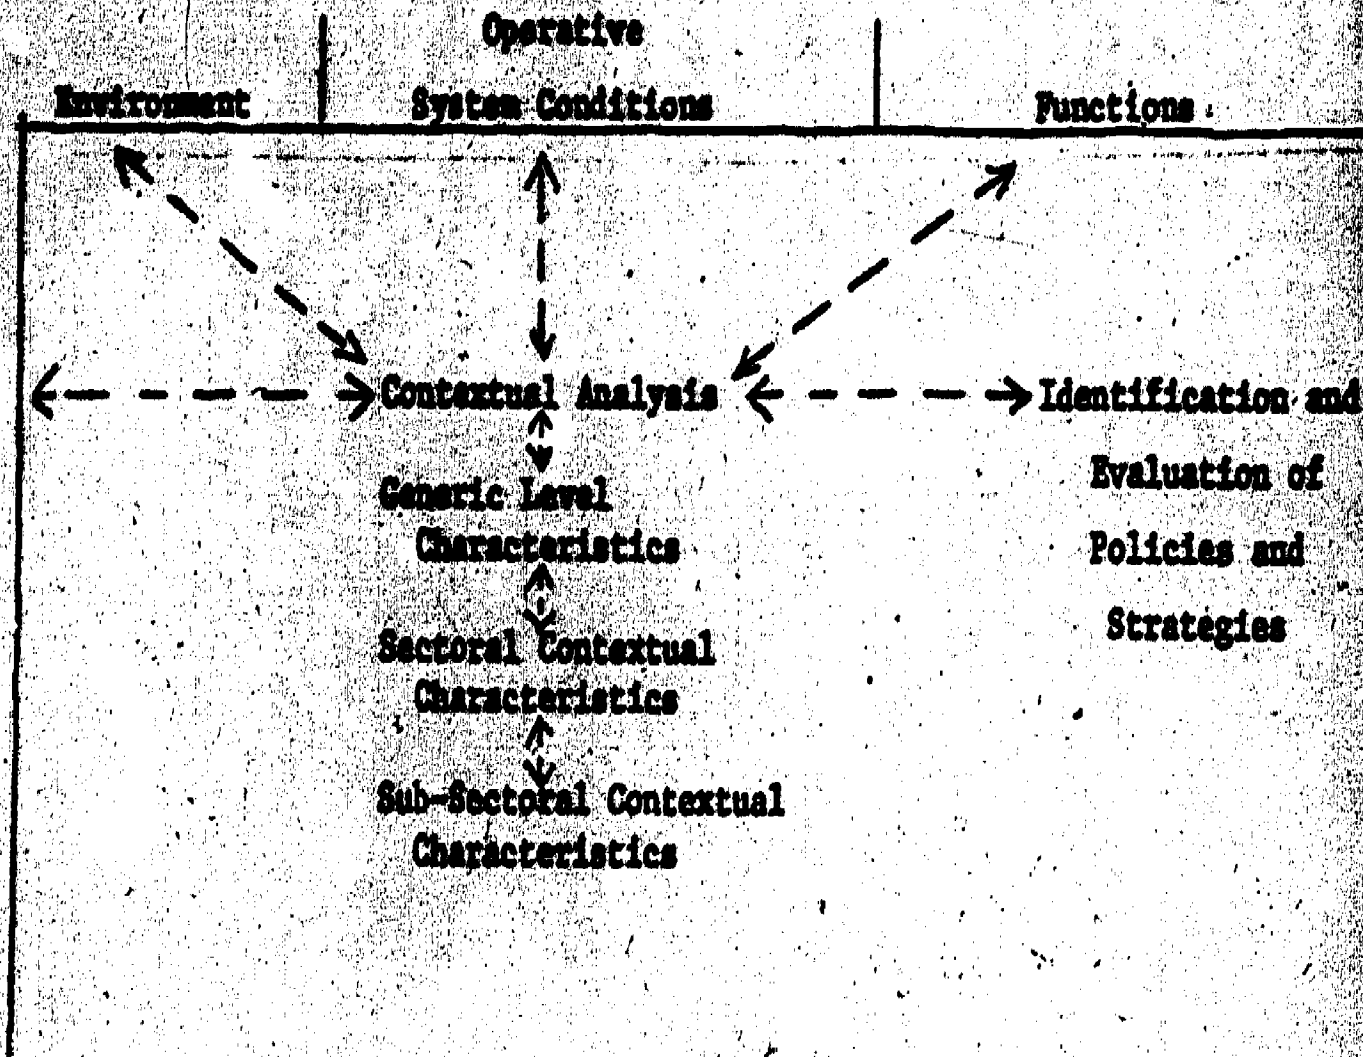 Operative
Environment
System Conditions
Functions
Contextual Analysis
Identification and
Generic Level
Evaluation of
Characteristics
Policies and
Sectoral Contextual
Strategies
Characteristics
Sub-Sectoral Contextual
Characteristics